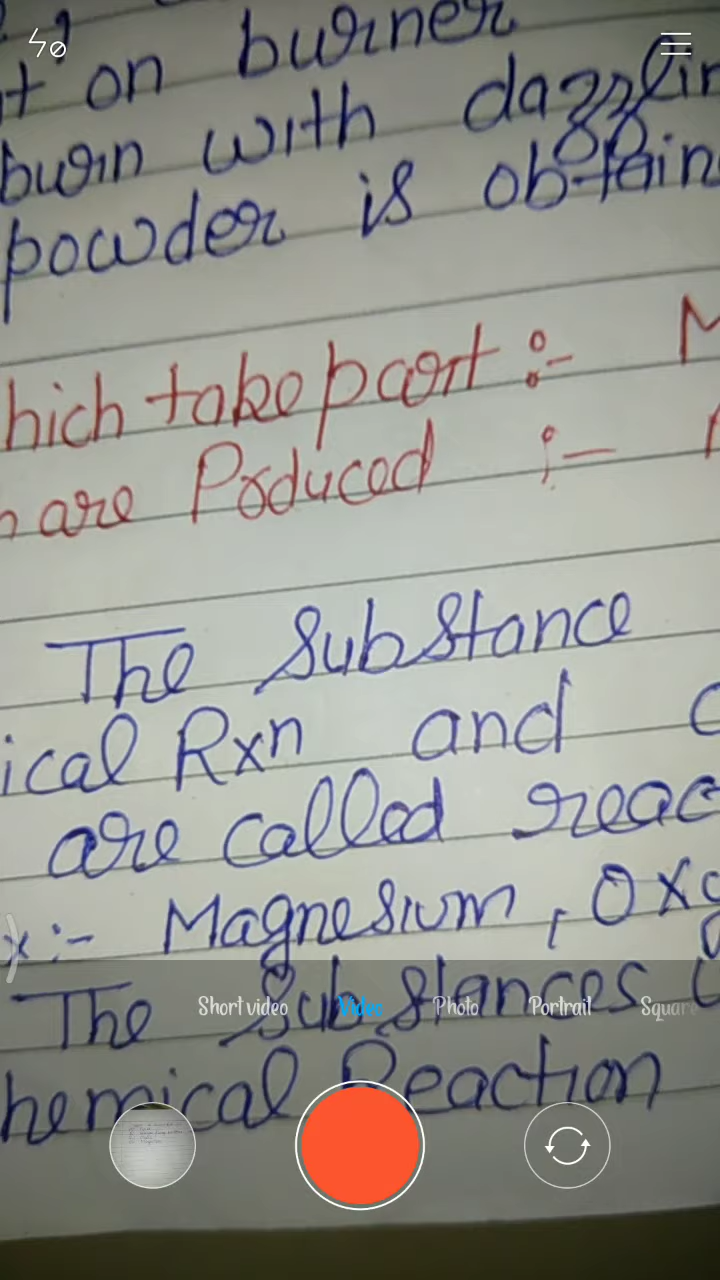 t on burner
burn with dazzlin
powder is obtain
hich take part :- M
h are Poduced :-
The Substance
ical Rxn and C
are called reac
x :- Magnesium, Oxy
The Substances
Short video Video Photo Portrait Square
hemical Reaction